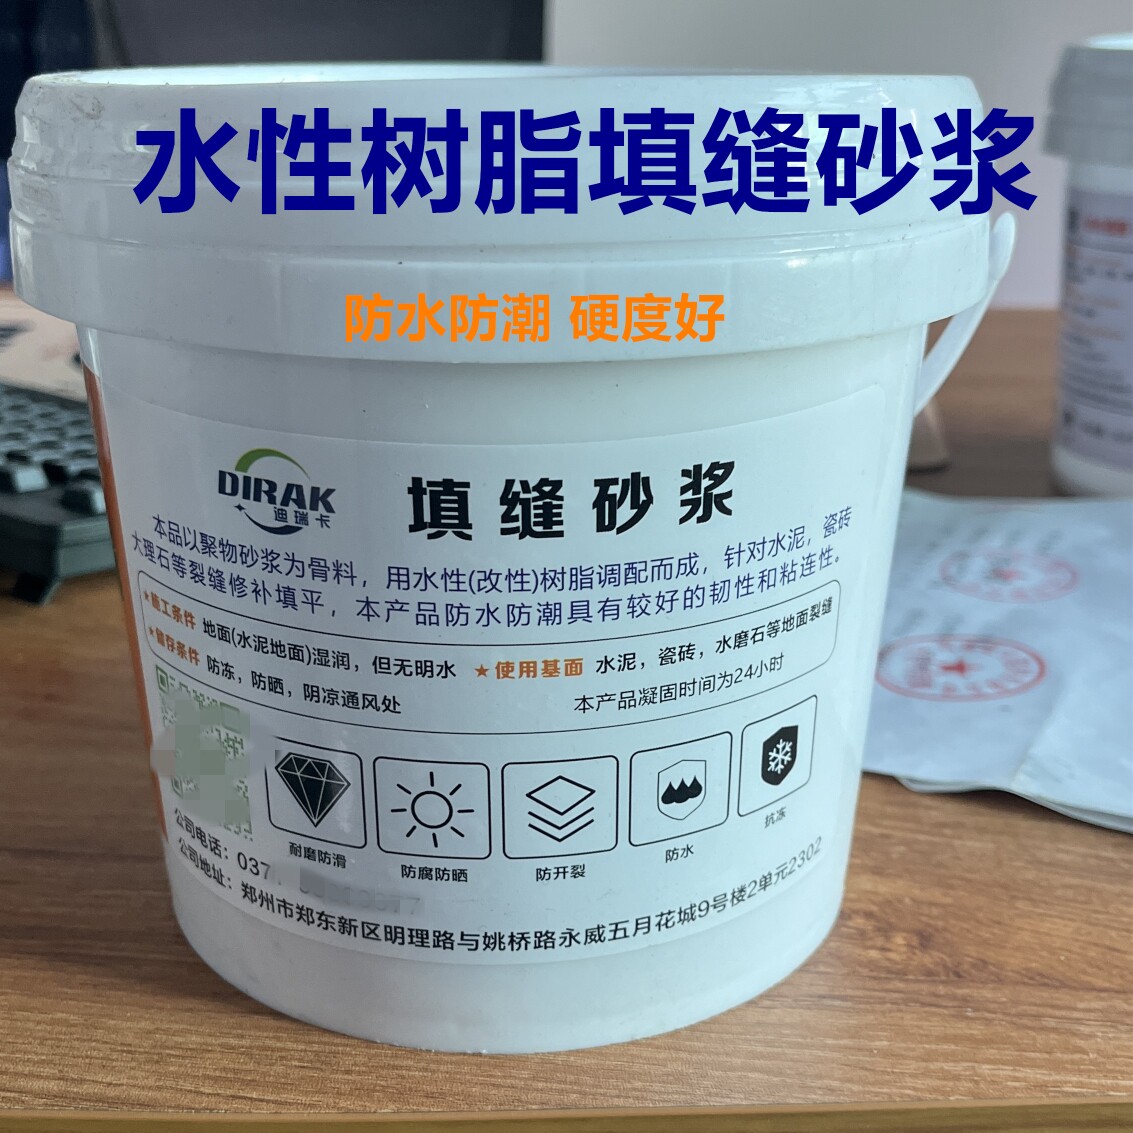 水性树脂填缝砂浆
防水防潮 硬度好
DIRAK
迪瑞卡
填缝砂浆
本品以聚物砂浆为骨料，用水性(改性)树脂调配而成，针对水泥，瓷砖
大理石等裂缝修补填平，本产品防水防潮具有较好的韧性和粘连性。
★施工条件 地面(水泥地面)湿润，但无明水 ★使用基面 水泥，瓷砖，水磨石等地面裂缝
★储存条件 防冻，防晒，阴凉通风处
本产品凝固时间为24小时
耐磨防滑
防腐防晒
防开裂
防水
抗冻
公司电话：037
公司地址：郑州市郑东新区明理路与姚桥路永威五月花城9号楼2单元2302